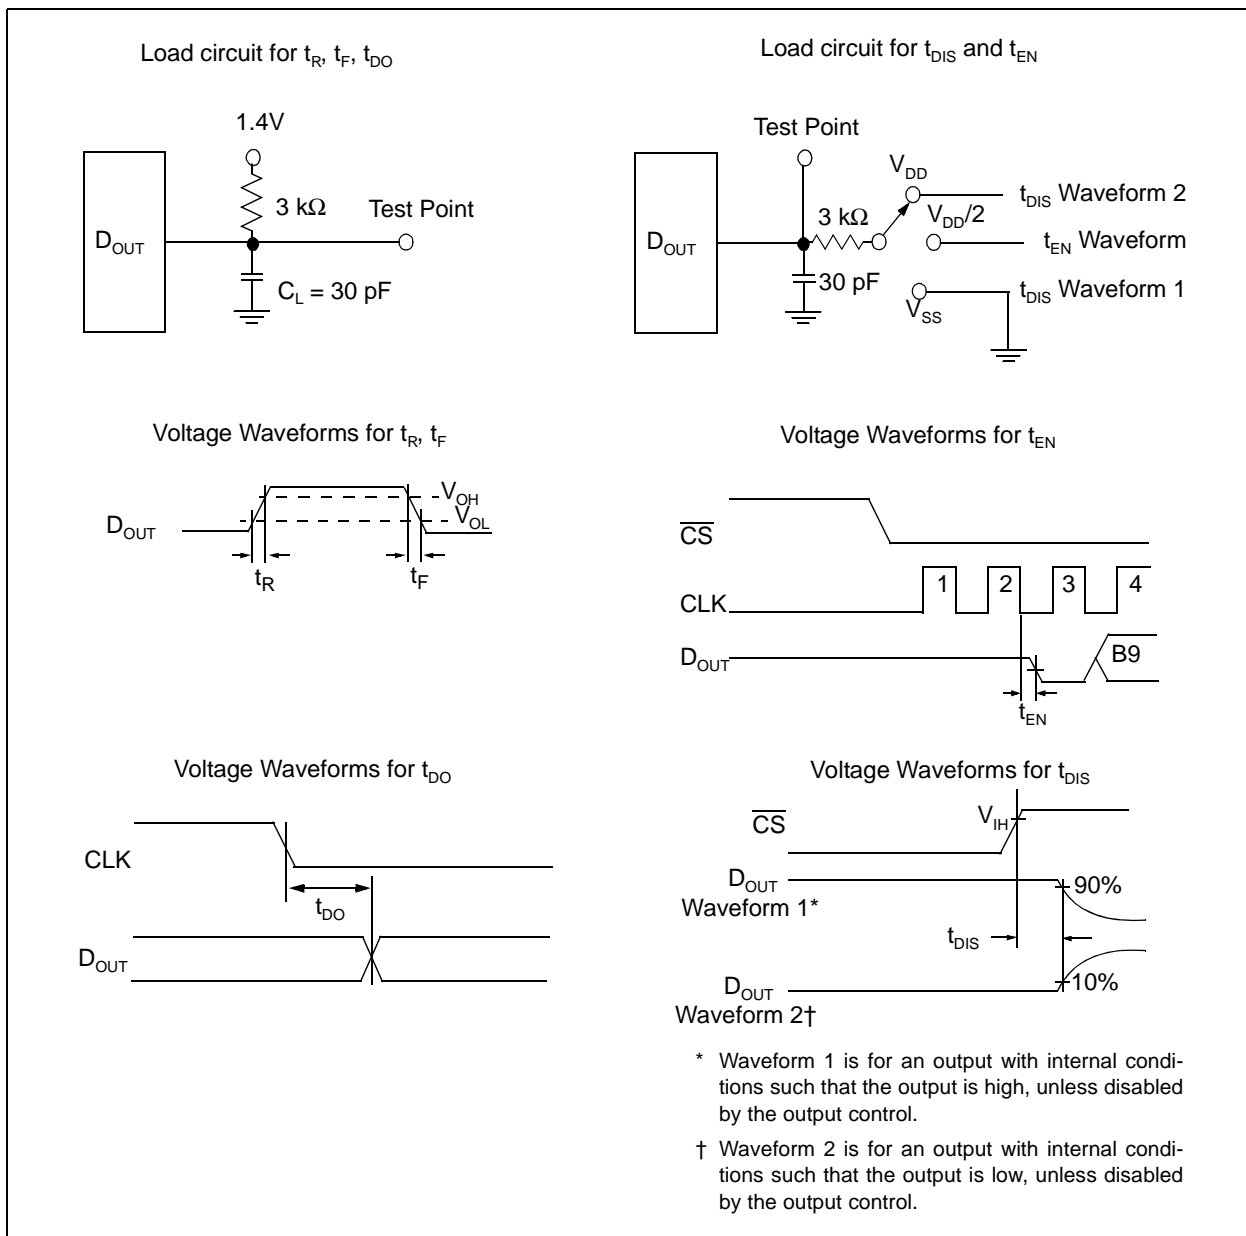 Load circuit for tR, tF, tDO
1.4V
3 kΩ
Test Point
DOUT
CL = 30 pF
Load circuit for tDIS and tEN
Test Point
VDD
tDIS Waveform 2
3 kΩ
VDD/2
DOUT
tEN Waveform
30 pF
tDIS Waveform 1
VSS
Voltage Waveforms for tR, tF
VOH
DOUT
VOL
tR
tF
Voltage Waveforms for tEN
CS
1 2 3 4
CLK
DOUT
B9
tEN
Voltage Waveforms for tDO
CLK
tDO
DOUT
Voltage Waveforms for tDIS
VIH
CS
DOUT
90%
Waveform 1*
tDIS
DOUT
10%
Waveform 2†
* Waveform 1 is for an output with internal condi-
tions such that the output is high, unless disabled
by the output control.
† Waveform 2 is for an output with internal condi-
tions such that the output is low, unless disabled
by the output control.